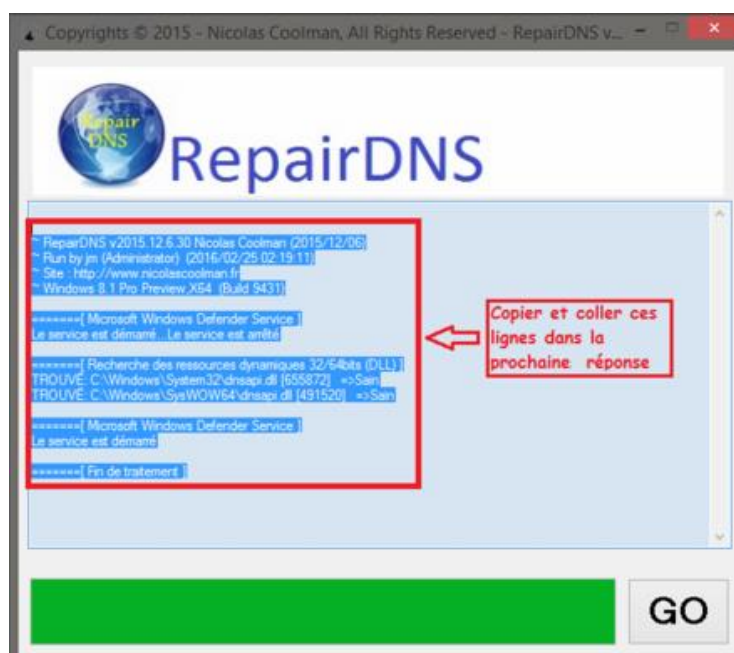 Copyrights © 2015 - Nicolas Coolman, All Rights Reserved - RepairDNS v...
Repair
DNS
RepairDNS
~ RepairDNS v2015.12.6.30 Nicolas Coolman (2015/12/06)
~ Run by jm (Administrator) (2016/02/25 02:19:11)
~ Site : http://www.nicolascoolman.fr
~ Windows 8.1 Pro Preview,X64 (Build 9431)
=======[ Microsoft Windows Defender Service ]
Le service est démarré...Le service est arrêté
=======[ Recherche des ressources dynamiques 32/64bits (DLL) ]
TROUVÉ: C:\Windows\System32\dnsapi.dll [655872] =>Sain
TROUVÉ: C:\Windows\SysWOW64\dnsapi.dll [491520] =>Sain
=======[ Microsoft Windows Defender Service ]
Le service est démarré
=======[ Fin de traitement ]
Copier et coller ces
lignes dans la
prochaine réponse
GO